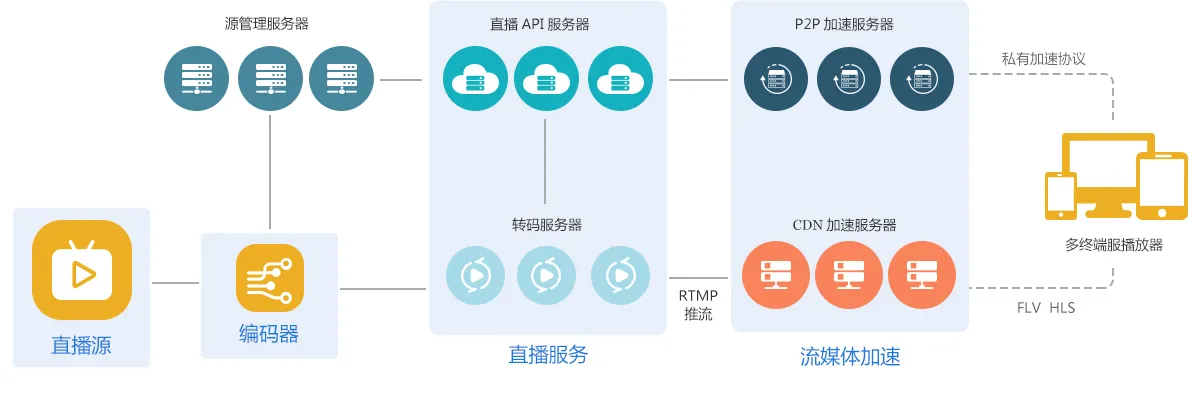 源管理服务器
直播 API 服务器
P2P 加速服务器
私有加速协议
转码服务器
CDN 加速服务器
多终端服播放器
RTMP
推流
FLV HLS
直播源
编码器
直播服务
流媒体加速